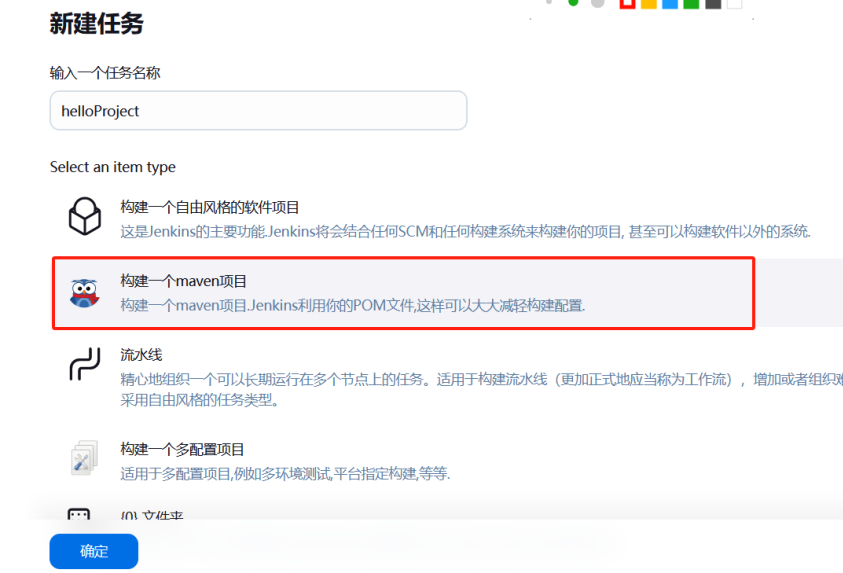 新建任务
输入一个任务名称
helloProject
Select an item type
构建一个自由风格的软件项目
这是Jenkins的主要功能.Jenkins将会结合任何SCM和任何构建系统来构建你的项目, 甚至可以构建软件以外的系统.
构建一个maven项目
构建一个maven项目.Jenkins利用你的POM文件,这样可以大大减轻构建配置.
流水线
精心地组织一个可以长期运行在多个节点上的任务。适用于构建流水线（更加正式地应当称为工作流），增加或者组织难
采用自由风格的任务类型。
构建一个多配置项目
适用于多配置项目,例如多环境测试,平台指定构建,等等.
{0} 文件夹
确定